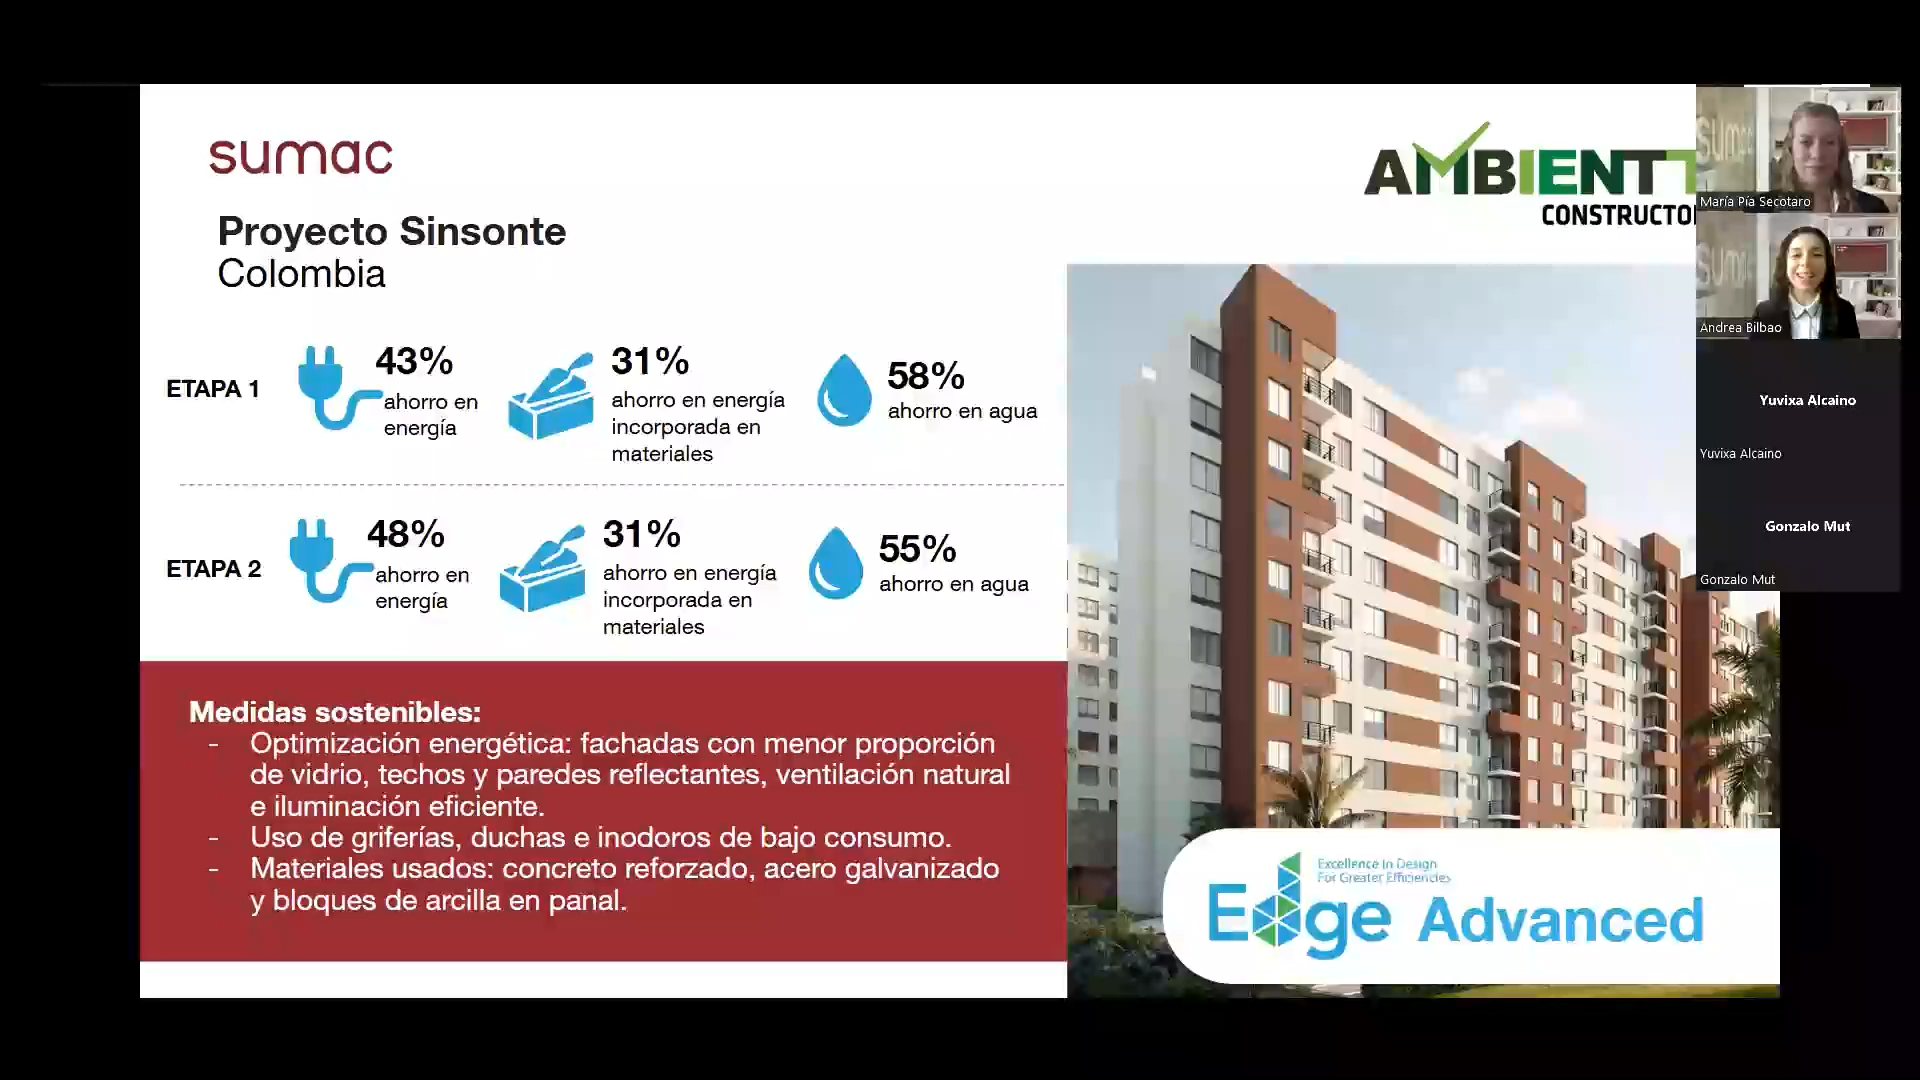 sumac
AMBIENTT
CONSTRUCTO
Proyecto Sinsonte
Colombia
ETAPA 1
43%
ahorro en
energía
31%
ahorro en energía
incorporada en
materiales
58%
ahorro en agua
ETAPA 2
48%
ahorro en
energía
31%
ahorro en energía
incorporada en
materiales
55%
ahorro en agua
Medidas sostenibles:
- Optimización energética: fachadas con menor proporción
de vidrio, techos y paredes reflectantes, ventilación natural
e iluminación eficiente.
- Uso de griferías, duchas e inodoros de bajo consumo.
- Materiales usados: concreto reforzado, acero galvanizado
y bloques de arcilla en panal.
Excellence In Design
For Greater Efficiencies
Edge Advanced
María Pía Secotaro
Andrea Bilbao
Yuvixa Alcaino
Yuvixa Alcaino
Gonzalo Mut
Gonzalo Mut